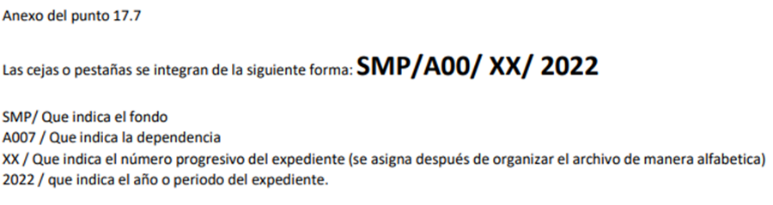 Anexo del punto 17.7
Las cejas o pestañas se integran de la siguiente forma: SMP/A00/ XX/ 2022
SMP/ Que indica el fondo
A007 / Que indica la dependencia
XX / Que indica el número progresivo del expediente (se asigna después de organizar el archivo de manera alfabetica)
2022 / que indica el año o periodo del expediente.